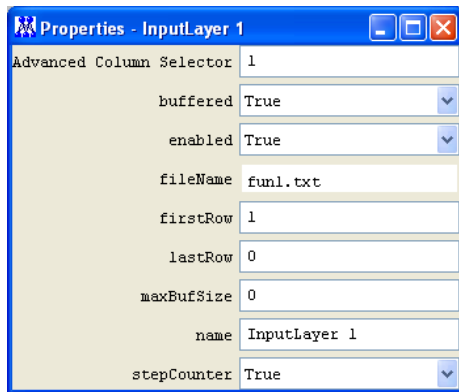 Properties - InputLayer 1
Advanced Column Selector 1
buffered True
enabled True
fileName fun1.txt
firstRow 1
lastRow 0
maxBufSize 0
name InputLayer 1
stepCounter True